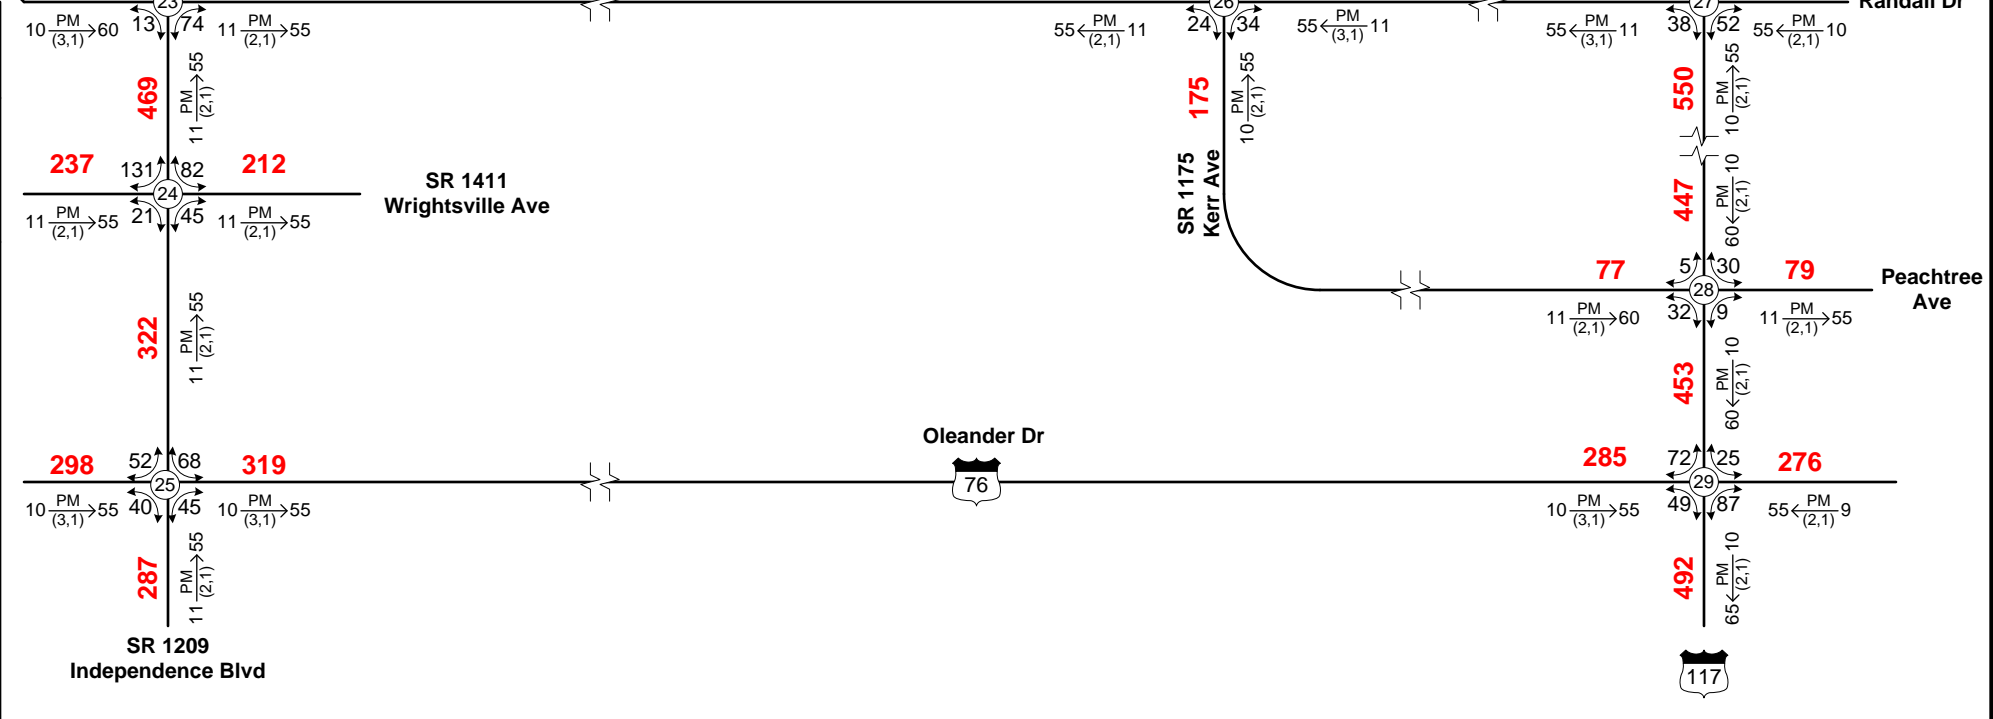 23
26
27
Randall Dr
13
74
24
34
38
52
10 PM 60
(3,1)
11 PM 55
(2,1)
55 PM 11
(2,1)
55 PM 11
(3,1)
55 PM 11
(3,1)
55 PM 10
(2,1)
469
11 PM 55
(2,1)
175
10 PM 55
(2,1)
550
10 PM 55
(2,1)
237
131
82
212
24
SR 1411
Wrightsville Ave
21
45
11 PM 55
(2,1)
11 PM 55
(2,1)
SR 1175
Kerr Ave
447
60 PM 10
(2,1)
77
5
30
79
28
Peachtree
Ave
32
9
11 PM 60
(2,1)
11 PM 55
(2,1)
322
11 PM 55
(2,1)
453
60 PM 10
(2,1)
Oleander Dr
76
298
52
68
319
25
40
45
10 PM 55
(3,1)
10 PM 55
(3,1)
285
72
25
276
29
49
87
10 PM 55
(3,1)
55 PM 9
(2,1)
287
11 PM 55
(2,1)
492
65 PM 10
(2,1)
SR 1209
Independence Blvd
117